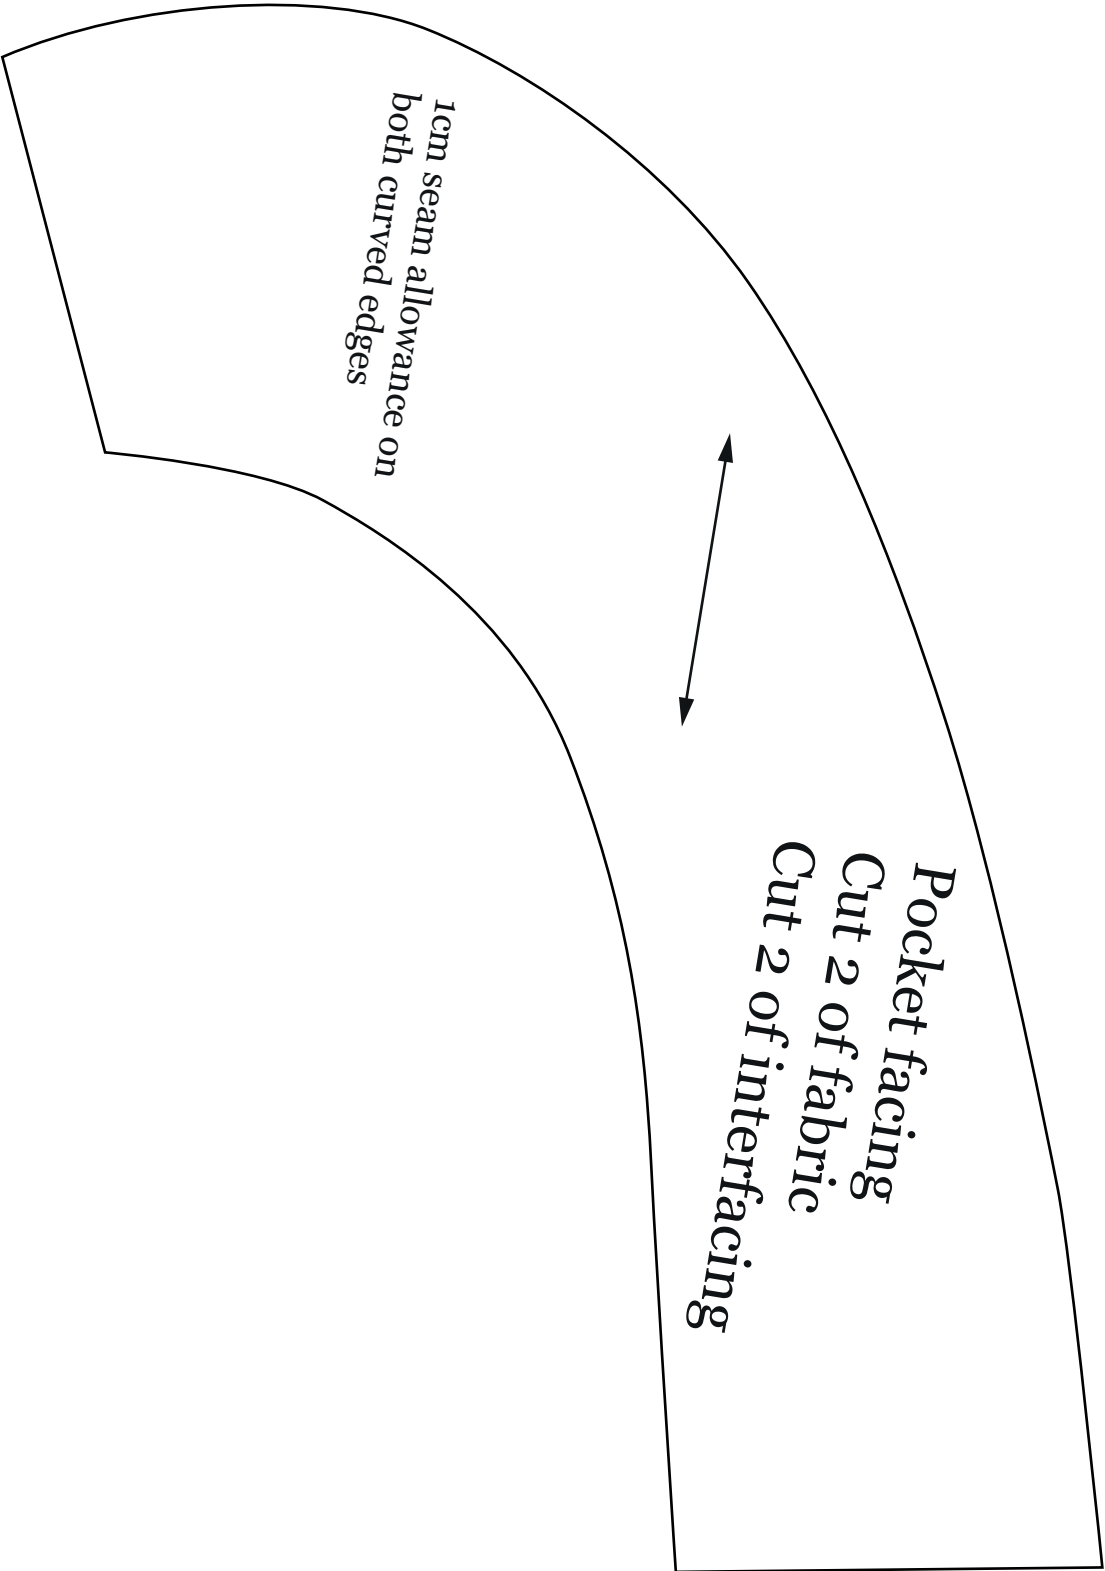 1cm seam allowance on
both curved edges
Pocket facing
Cut 2 of fabric
Cut 2 of interfacing